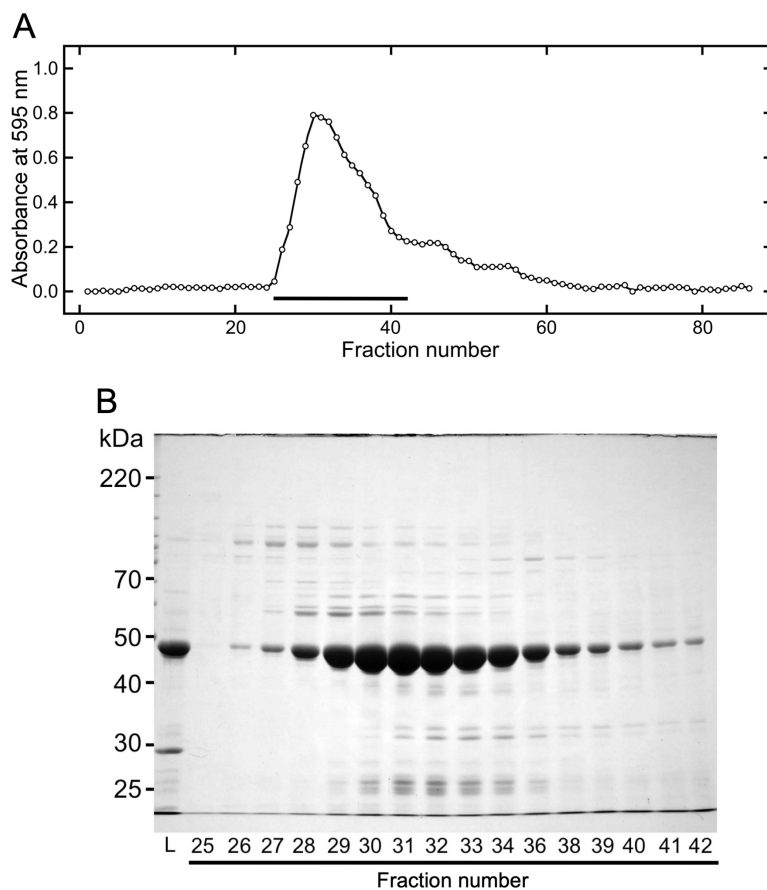 A
Absorbance at 595 nm
1.0
0.8
0.6
0.4
0.2
0.0
0 20 40 60 80
Fraction number
B
kDa
220
70
50
40
30
25
L 25 26 27 28 29 30 31 32 33 34 36 38 39 40 41 42
Fraction number